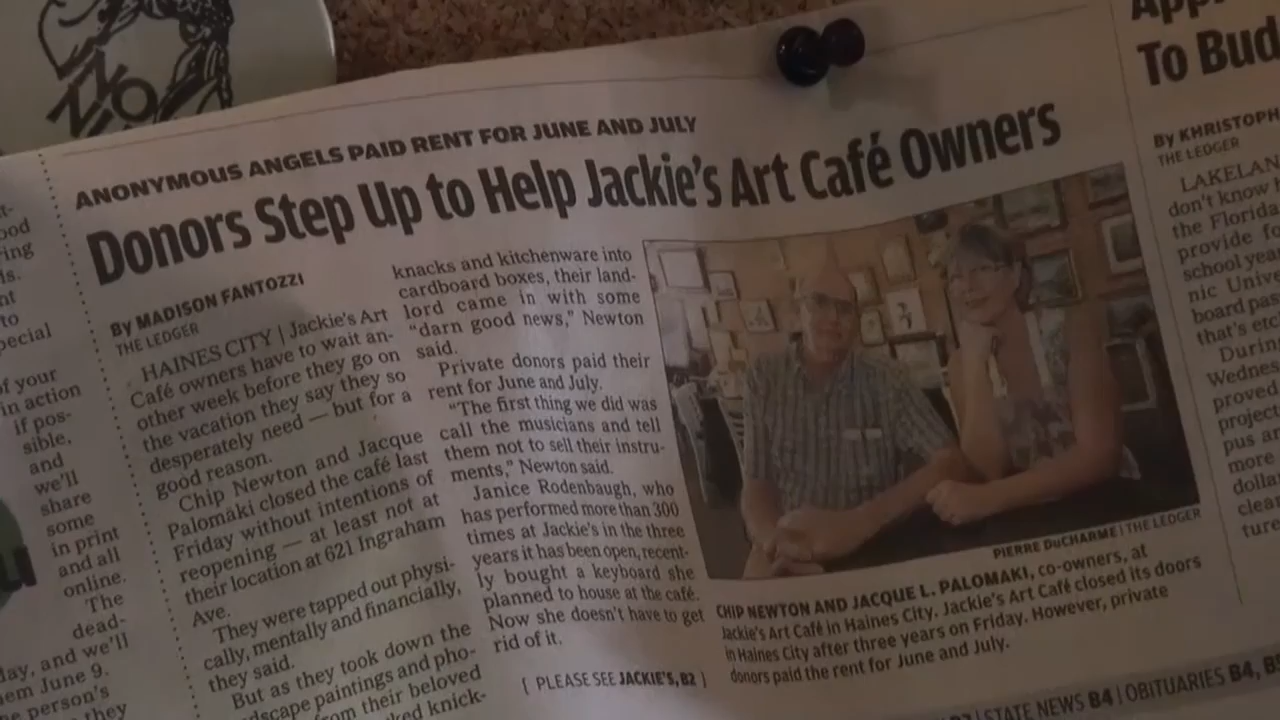 ANONYMOUS ANGELS PAID RENT FOR JUNE AND JULY
Donors Step Up to Help Jackie's Art Café Owners
By MADISON FANTOZZI
THE LEDGER
HAINES CITY | Jackie's Art
Café owners have to wait an-
other week before they go on
the vacation they say they so
desperately need — but for a
good reason.
Chip Newton and Jacque
Palomaki closed the café last
Friday without intentions of
reopening — at least not at
their location at 621 Ingraham
Ave.
They were tapped out physi-
cally, mentally and financially,
they said.
But as they took down the
landscape paintings and pho-
from their beloved
knick-
knacks and kitchenware into
cardboard boxes, their land-
lord came in with some
"darn good news," Newton
said.
Private donors paid their
rent for June and July.
"The first thing we did was
call the musicians and tell
them not to sell their instru-
ments," Newton said.
Janice Rodenbaugh, who
has performed more than 300
times at Jackie's in the three
years it has been open, recent-
ly bought a keyboard she
planned to house at the café.
Now she doesn't have to get
rid of it.
[ PLEASE SEE JACKIE'S, B2 ]
PIERRE DuCHARME | THE LEDGER
CHIP NEWTON AND JACQUE L. PALOMAKI, co-owners, at
Jackie's Art Café in Haines City. Jackie's Art Café closed its doors
in Haines City after three years on Friday. However, private
donors paid the rent for June and July.
of your
in action
if pos-
sible,
and
we'll
share
some
in print
and all
online.
The
dead-
and we'll
June 9.
person's
they
To Bud
By KHRISTOPH
THE LEDGER
LAKELAN
don't know
the Florida
provide fo
school yea
nic Univ
board pas
that's etc
During
Wednes
proved
project
pus an
more
dolla
clea
ture
STATE NEWS B4 | OBITUARIES B4, B